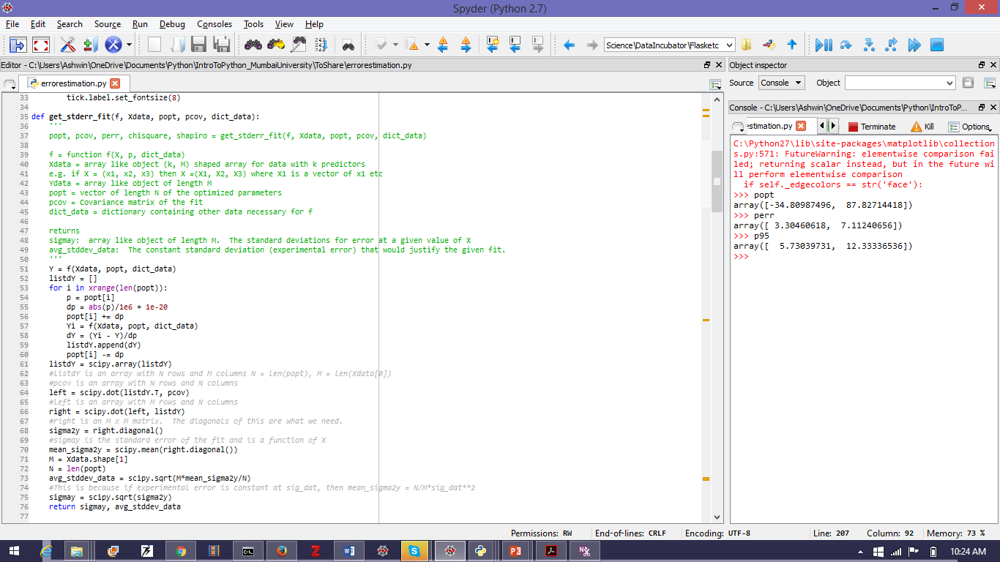 Spyder (Python 2.7)
File Edit Search Source Run Debug Consoles Tools View Help
Science\DataIncubator\Flasketc
Editor - C:\Users\Ashwin\OneDrive\Documents\Python\IntroToPython_MumbaiUniversity\ToShare\errorestimation.py
errorestimation.py
33 tick.label.set_fontsize(8)
34
35 def get_stderr_fit(f, Xdata, popt, pcov, dict_data):
36 '''
37 popt, pcov, perr, chisquare, shapiro = get_stderr_fit(f, Xdata, popt, pcov, dict_data)
38
39 f = function f(X, p, dict_data)
40 Xdata = array like object (k, M) shaped array for data with k predictors
41 e.g. if X = (x1, x2, x3) then X =(X1, X2, X3) where X1 is a vector of x1 etc
42 Ydata = array like object of length M
43 popt = vector of length N of the optimized parameters
44 pcov = Covariance matrix of the fit
45 dict_data = dictionary containing other data necessary for f
46
47 returns
48 sigmay:  array like object of length M.  The standard deviations for error at a given value of X
49 avg_stddev_data:  The constant standard deviation (experimental error) that would justify the given fit.
50 '''
51 Y = f(Xdata, popt, dict_data)
52 listdY = []
53 for i in xrange(len(popt)):
54 p = popt[i]
55 dp = abs(p)/1e6 + 1e-20
56 popt[i] += dp
57 Yi = f(Xdata, popt, dict_data)
58 dY = (Yi - Y)/dp
59 listdY.append(dY)
60 popt[i] -= dp
61 listdY = scipy.array(listdY)
62 #listdY is an array with N rows and M columns N = len(popt), M = len(Xdata[0])
63 #pcov is an array with N rows and N columns
64 left = scipy.dot(listdY.T, pcov)
65 #left is an array with M rows and N columns
66 right = scipy.dot(left, listdY)
67 #right is an M x M matrix.  The diagonals of this are what we need.
68 sigma2y = right.diagonal()
69 #sigmay is the standard error of the fit and is a function of X
70 mean_sigma2y = scipy.mean(right.diagonal())
71 M = Xdata.shape[1]
72 N = len(popt)
73 avg_stddev_data = scipy.sqrt(M*mean_sigma2y/N)
74 #This is because if experimental error is constant at sig_dat, then mean_sigma2y = N/M*sig_dat**2
75 sigmay = scipy.sqrt(sigma2y)
76 return sigmay, avg_stddev_data
77
Object inspector
Source Console Object
Console - C:\Users\Ashwin\OneDrive\Documents\Python\IntroToP...
estimation.py Terminate Kill Options
C:\Python27\lib\site-packages\matplotlib\collection
s.py:571: FutureWarning: elementwise comparison fai
led; returning scalar instead, but in the future wi
ll perform elementwise comparison
if self._edgecolors == str('face'):
>>> popt
array([-34.80987496,  87.82714418])
>>> perr
array([ 3.30460618,  7.11240656])
>>> p95
array([  5.73039731,  12.33336536])
>>>
Permissions: RW End-of-lines: CRLF Encoding: UTF-8 Line: 207 Column: 92 Memory: 73 %
10:24 AM